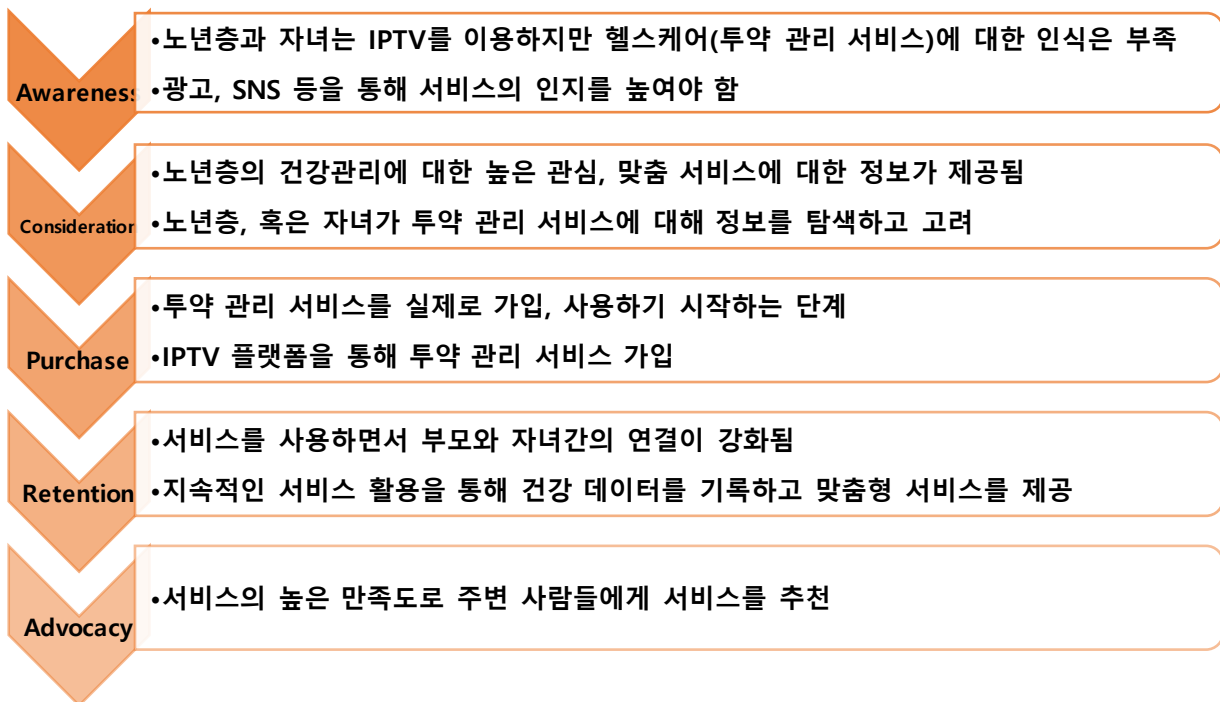 Awareness
•노년층과 자녀는 IPTV를 이용하지만 헬스케어(투약 관리 서비스)에 대한 인식은 부족
•광고, SNS 등을 통해 서비스의 인지를 높여야 함
Consideration
•노년층의 건강관리에 대한 높은 관심, 맞춤 서비스에 대한 정보가 제공됨
•노년층, 혹은 자녀가 투약 관리 서비스에 대해 정보를 탐색하고 고려
Purchase
•투약 관리 서비스를 실제로 가입, 사용하기 시작하는 단계
•IPTV 플랫폼을 통해 투약 관리 서비스 가입
Retention
•서비스를 사용하면서 부모와 자녀간의 연결이 강화됨
•지속적인 서비스 활용을 통해 건강 데이터를 기록하고 맞춤형 서비스를 제공
Advocacy
•서비스의 높은 만족도로 주변 사람들에게 서비스를 추천